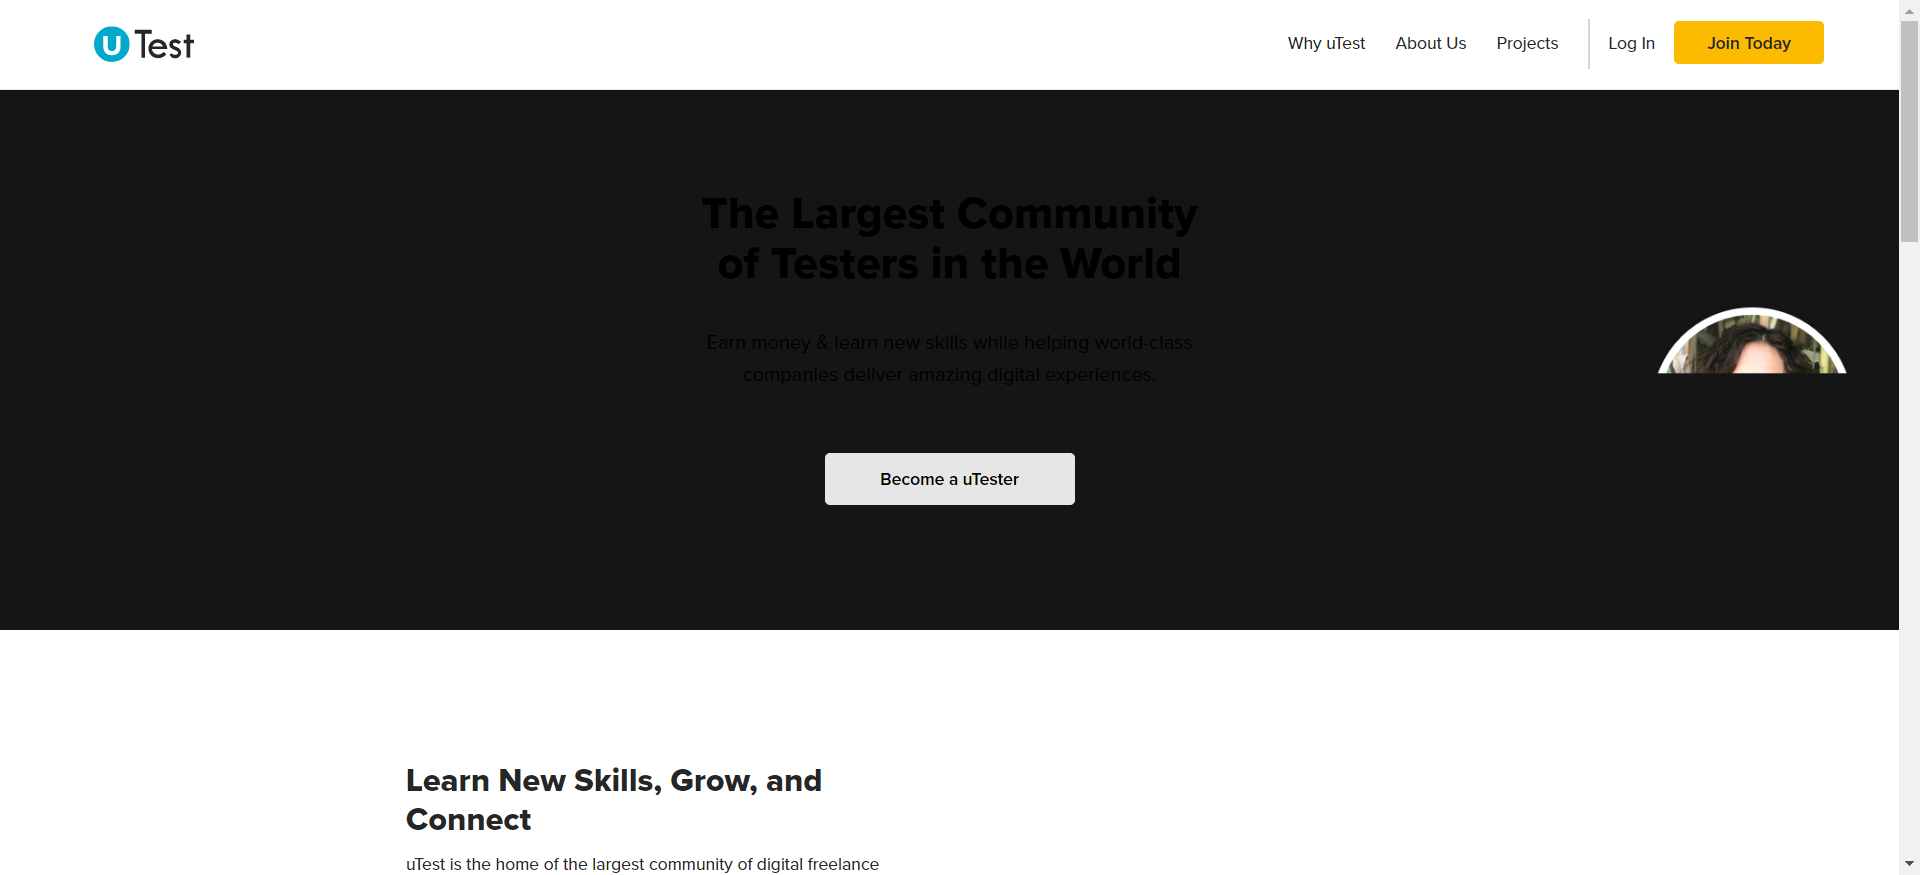 u Test
Why uTest
About Us
Projects
Log In
Join Today
The Largest Community
of Testers in the World
Earn money & learn new skills while helping world-class
companies deliver amazing digital experiences.
Become a uTester
Learn New Skills, Grow, and
Connect
uTest is the home of the largest community of digital freelance